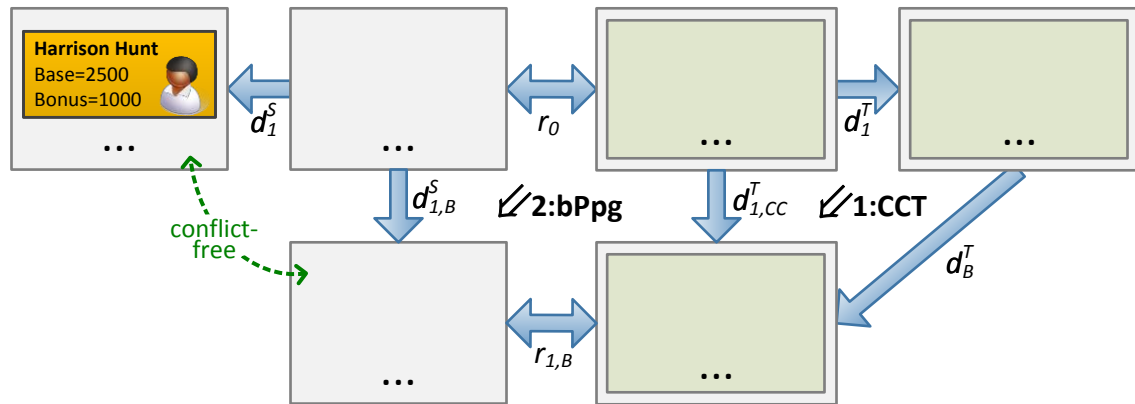 Harrison Hunt
Base=2500
Bonus=1000
...
...
...
...
d₁ˢ
r₀
d₁ᵀ
d₁,Bˢ
⇙2:bPpg
d₁,CCᵀ
⇙1:CCT
conflict-
free
d_Bᵀ
r₁,B
...
...